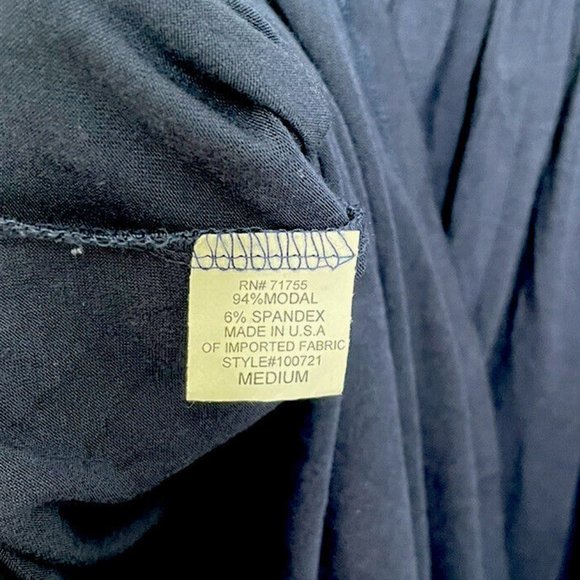 RN# 71755
94%MODAL
6% SPANDEX
MADE IN U.S.A
OF IMPORTED FABRIC
STYLE#100721
MEDIUM